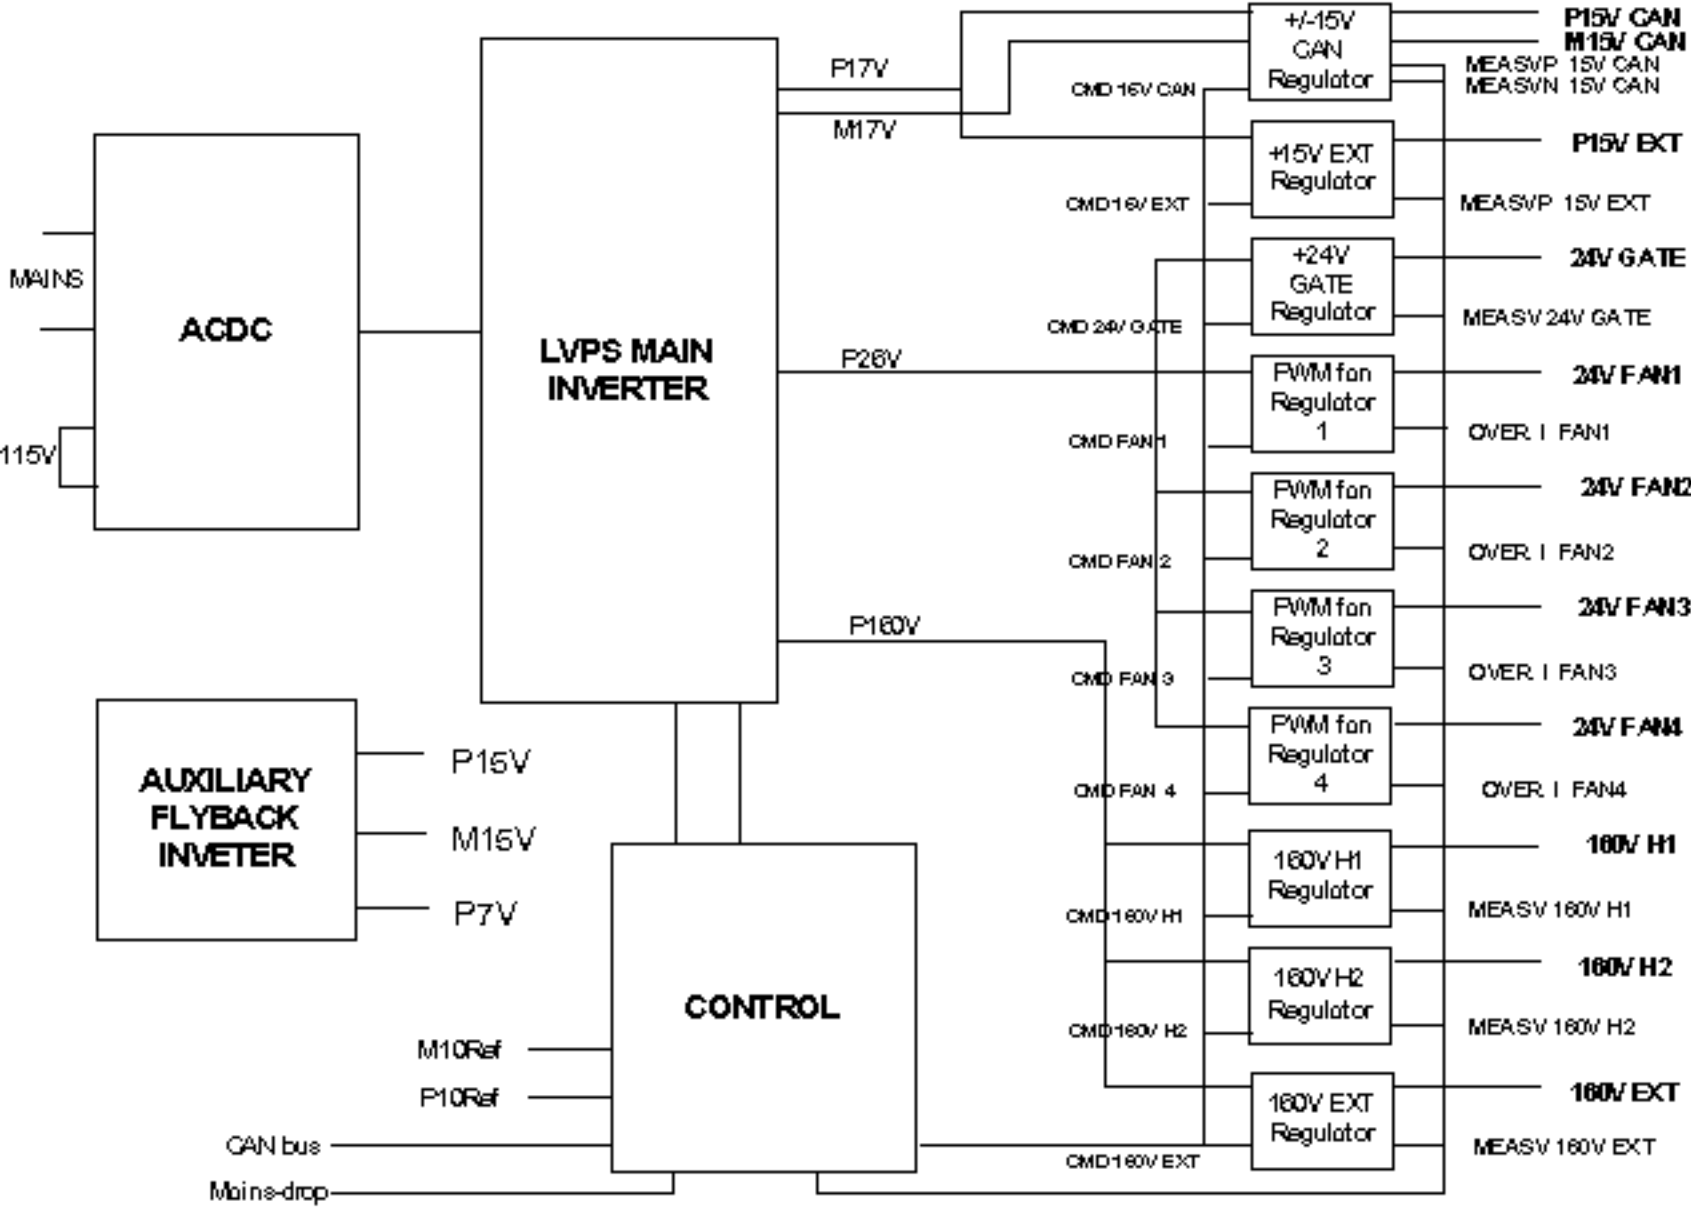 +/-15V
CAN
Regulator
P15V CAN
M15V CAN
MEASVP 15V CAN
MEASVN 15V CAN
P17V
M17V
CMD 15V CAN
+15V EXT
Regulator
P15V EXT
CMD 15V EXT
MEASVP 15V EXT
+24V
GATE
Regulator
24V GATE
CMD 24V GATE
MEASV 24V GATE
MAINS
ACDC
115V
LVPS MAIN
INVERTER
P26V
PWM fan
Regulator
1
24V FAN1
CMD FAN 1
OVER I FAN1
PWM fan
Regulator
2
24V FAN2
CMD FAN 2
OVER I FAN2
P160V
PWM fan
Regulator
3
24V FAN3
CMD FAN 3
OVER I FAN3
PWM fan
Regulator
4
24V FAN4
CMD FAN 4
OVER I FAN4
AUXILIARY
FLYBACK
INVETER
P15V
M15V
P7V
160V H1
Regulator
160V H1
CMD 160V H1
MEASV 160V H1
160V H2
Regulator
160V H2
CMD 160V H2
MEASV 160V H2
CONTROL
M10Ref
P10Ref
CAN bus
Mains-drop
160V EXT
Regulator
160V EXT
CMD 160V EXT
MEASV 160V EXT